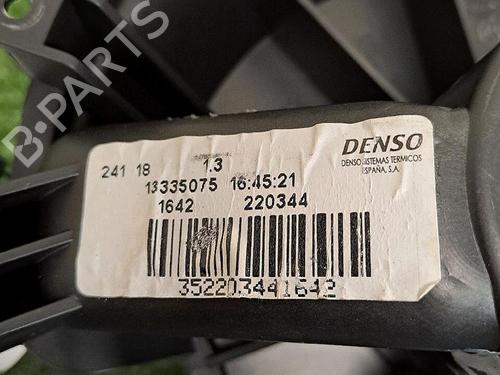 B-PARTS
241 18 1.3
13335075 16:45:21
1642 220344
352203441642
DENSO
DENSO SISTEMAS TERMICOS
ESPAÑA, S.A.